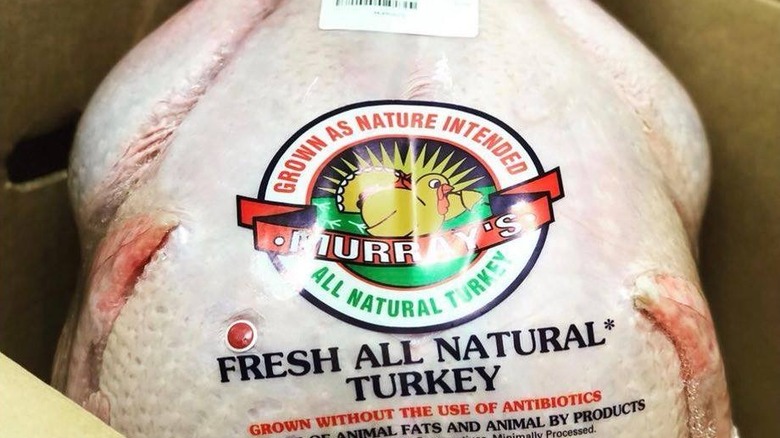 GROWN AS NATURE INTENDED
MURRAY'S
ALL NATURAL TURKEY
FRESH ALL NATURAL*
TURKEY
GROWN WITHOUT THE USE OF ANTIBIOTICS
OF ANIMAL FATS AND ANIMAL BY PRODUCTS
Minimally Processed.